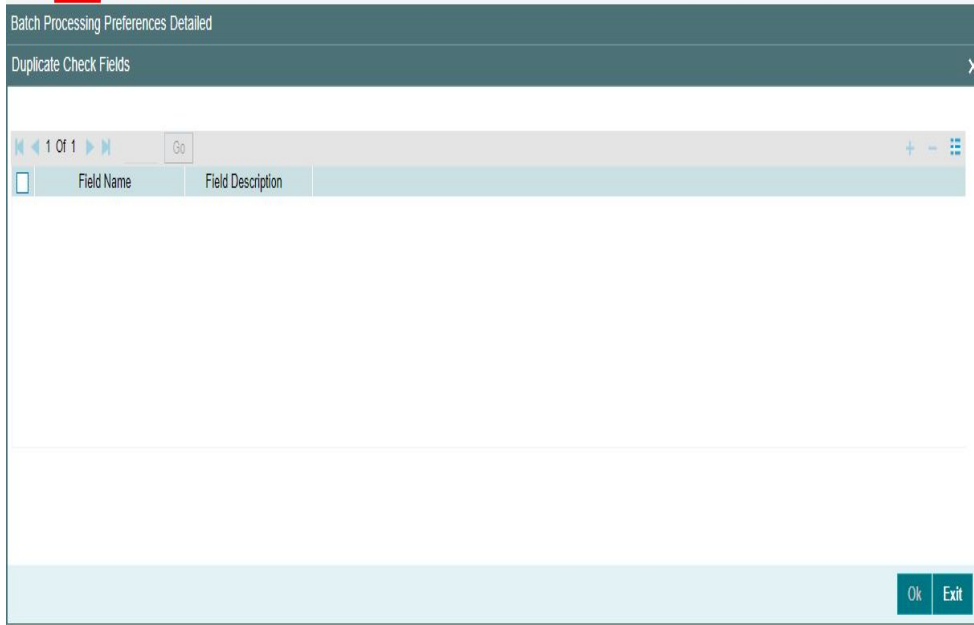 Batch Processing Preferences Detailed
Duplicate Check Fields
1 Of 1 Go
Field Name Field Description
Ok Exit